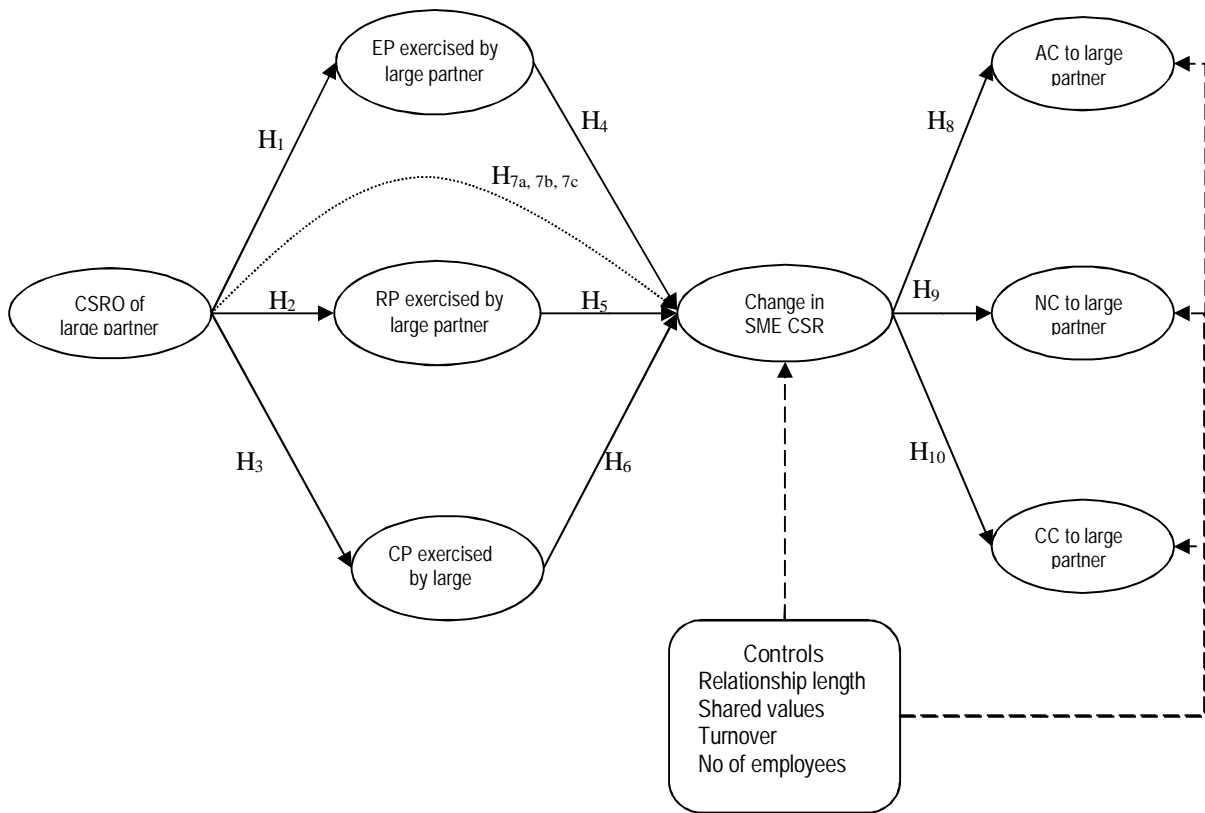 EP exercised by
large partner
AC to large
partner
H1
H4
H8
H7a, 7b, 7c
CSRO of
large partner
H2
RP exercised by
large partner
H5
Change in
SME CSR
H9
NC to large
partner
H3
H6
H10
CP exercised
by large
CC to large
partner
Controls
Relationship length
Shared values
Turnover
No of employees